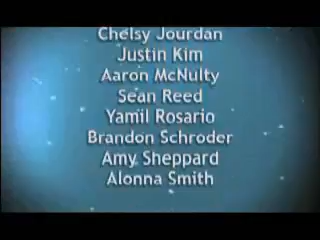 Chelsy Jourdan
Justin Kim
Aaron McNulty
Sean Reed
Yamil Rosario
Brandon Schroder
Amy Sheppard
Alonna Smith